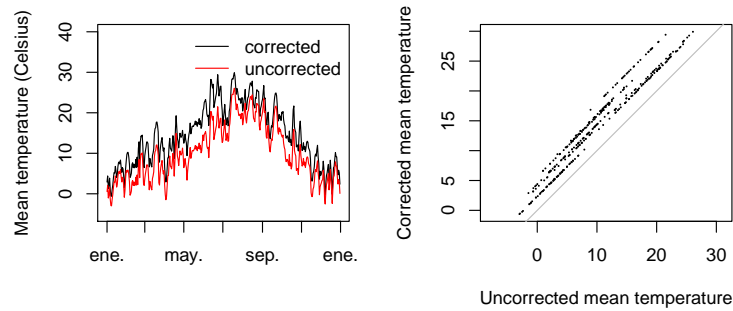 Mean temperature (Celsius)
40
30
20
10
0
corrected
uncorrected
ene.
may.
sep.
ene.
Corrected mean temperature
25
15
5
0
0
10
20
30
Uncorrected mean temperature